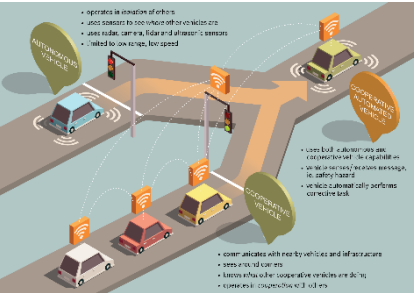 • operates in isolation of others
• uses sensors to see where other vehicles are
• uses radar, camera, lidar and ultrasonic sensors
• limited to low range, low speed
AUTONOMOUS
VEHICLE
COOPERATIVE
AUTOMATED
VEHICLE
• uses both autonomous and
cooperative vehicle capabilities
• vehicle senses/receives message,
ie. safety hazard
• vehicle automatically performs
corrective task
COOPERATIVE
VEHICLE
• communicates with nearby vehicles and infrastructure
• sees around corners
• knows what other cooperative vehicles are doing
• operates in cooperation with others